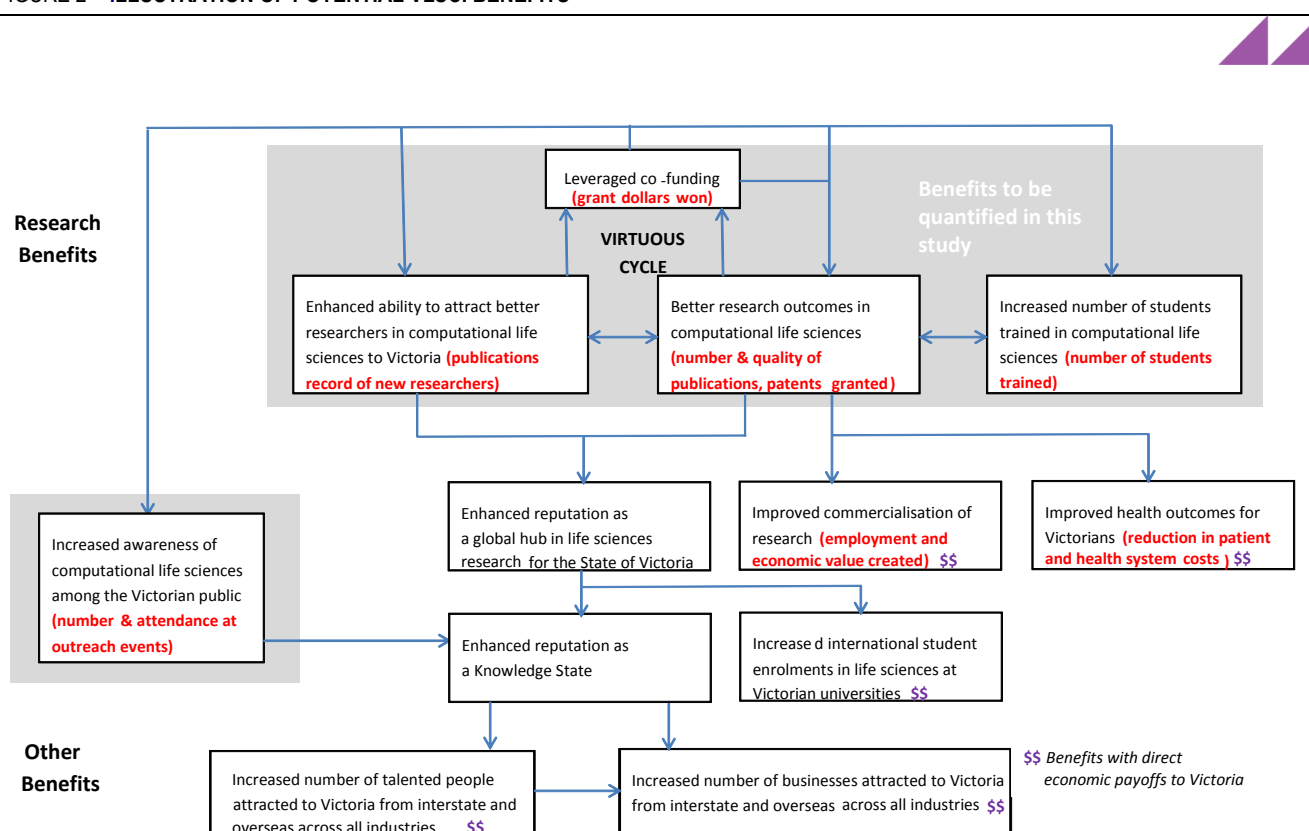 Leveraged co-funding
(grant dollars won)
Benefits to be
quantified in this
study
Research
Benefits
VIRTUOUS
CYCLE
Enhanced ability to attract better
researchers in computational life
sciences to Victoria (publications
record of new researchers)
Better research outcomes in
computational life sciences
(number & quality of
publications, patents granted)
Increased number of students
trained in computational life
sciences (number of students
trained)
Increased awareness of
computational life sciences
among the Victorian public
(number & attendance at
outreach events)
Enhanced reputation as
a global hub in life sciences
research for the State of Victoria
Improved commercialisation of
research (employment and
economic value created) $$
Improved health outcomes for
Victorians (reduction in patient
and health system costs ) $$
Enhanced reputation as
a Knowledge State
Increase d international student
enrolments in life sciences at
Victorian universities $$
Other
Benefits
Increased number of talented people
attracted to Victoria from interstate and
overseas across all industries $$
Increased number of businesses attracted to Victoria
from interstate and overseas across all industries $$
$$ Benefits with direct
economic payoffs to Victoria